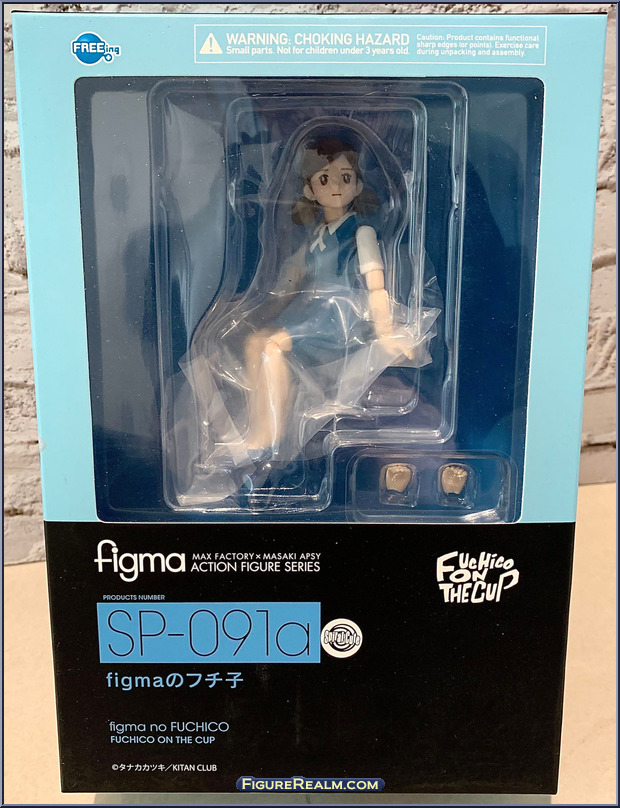 FREEing
WARNING: CHOKING HAZARD
Small parts. Not for children under 3 years old.
Caution: Product contains functional
sharp edges (or points). Exercise care
during unpacking and assembly.
figma
MAX FACTORY × MASAKI APSY
ACTION FIGURE SERIES
FUCHICO
ON
THE CUP
PRODUCTS NUMBER
SP-091a
Spiral Cute
figmaのフチ子
figma no FUCHICO
FUCHICO ON THE CUP
©タナカカツキ/KITAN CLUB
FIGUREREALM.COM